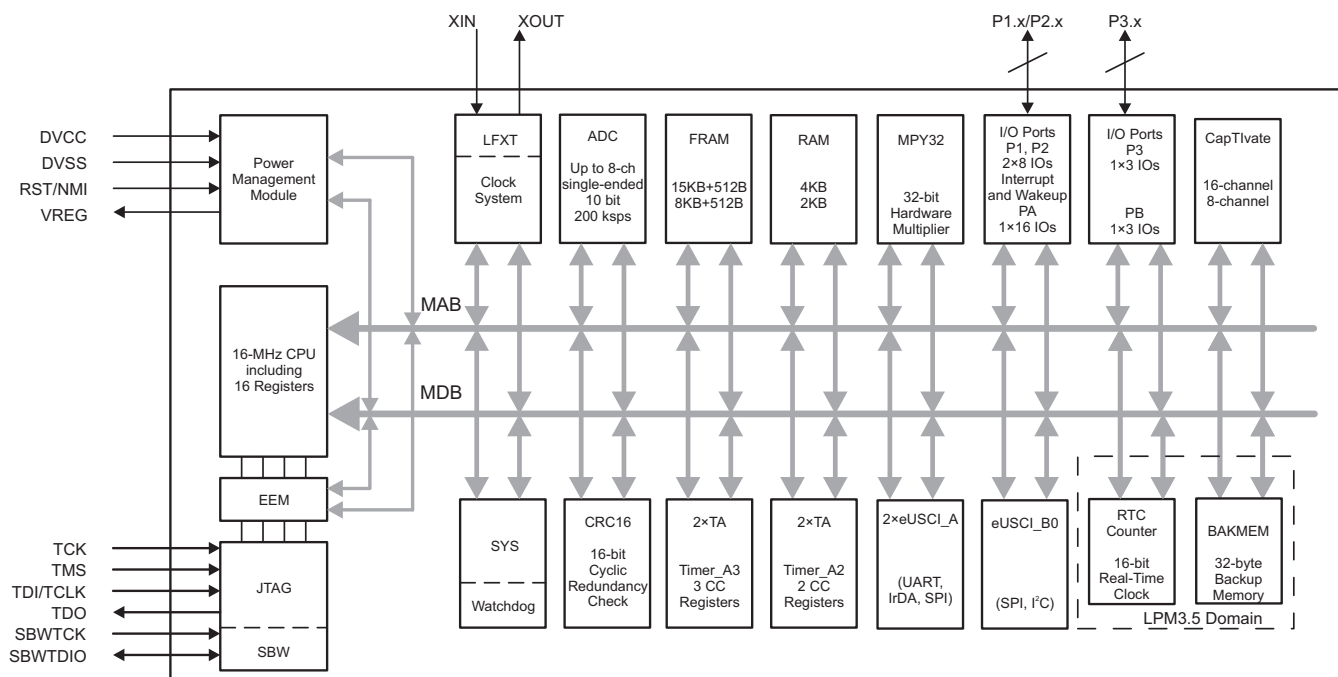 XIN
XOUT
P1.x/P2.x
P3.x
DVCC
DVSS
RST/NMI
VREG
Power
Management
Module
LFXT
Clock
System
ADC
Up to 8-ch
single-ended
10 bit
200 ksps
FRAM
15KB+512B
8KB+512B
RAM
4KB
2KB
MPY32
32-bit
Hardware
Multiplier
I/O Ports
P1, P2
2×8 IOs
Interrupt
and Wakeup
PA
1×16 IOs
I/O Ports
P3
1×3 IOs
PB
1×3 IOs
CapTIvate
16-channel
8-channel
MAB
16-MHz CPU
including
16 Registers
MDB
EEM
TCK
TMS
TDI/TCLK
TDO
SBWTCK
SBWTDIO
JTAG
SBW
SYS
Watchdog
CRC16
16-bit
Cyclic
Redundancy
Check
2×TA
Timer_A3
3 CC
Registers
2×TA
Timer_A2
2 CC
Registers
2×eUSCI_A
(UART,
IrDA, SPI)
eUSCI_B0
(SPI, I²C)
RTC
Counter
16-bit
Real-Time
Clock
BAKMEM
32-byte
Backup
Memory
LPM3.5 Domain